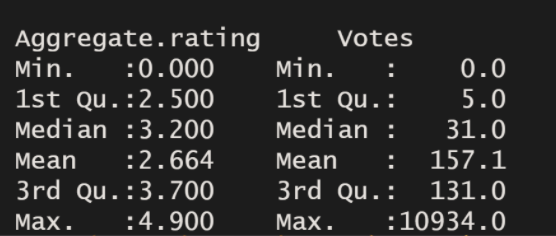 Aggregate.rating     Votes
Min.   :0.000    Min.   :    0.0
1st Qu.:2.500    1st Qu.:    5.0
Median :3.200    Median :   31.0
Mean   :2.664    Mean   :  157.1
3rd Qu.:3.700    3rd Qu.:  131.0
Max.   :4.900    Max.   :10934.0